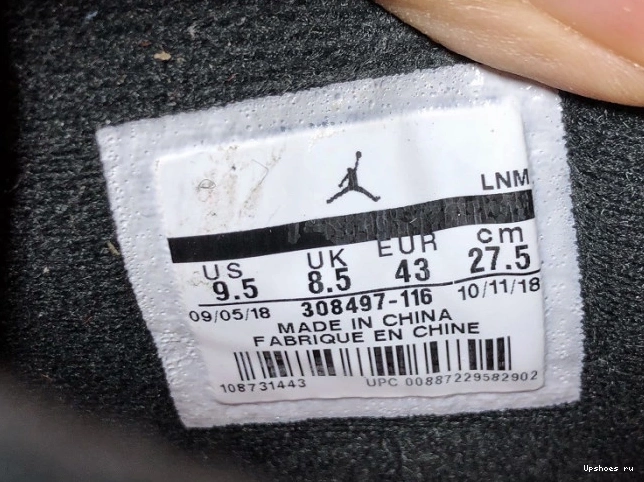 LNM
US UK EUR cm
9.5 8.5 43 27.5
09/05/18 308497-116 10/11/18
MADE IN CHINA
FABRIQUE EN CHINE
108731443 UPC 00887229582902
Upshoes ru